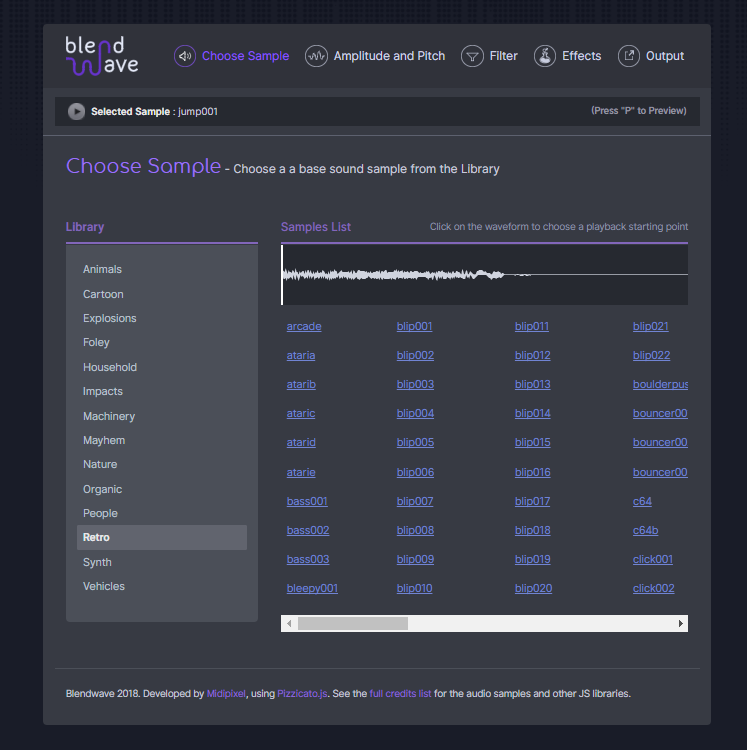 blend
wave
Choose Sample
Amplitude and Pitch
Filter
Effects
Output
Selected Sample : jump001
(Press "P" to Preview)
Choose Sample - Choose a a base sound sample from the Library
Library
Animals
Cartoon
Explosions
Foley
Household
Impacts
Machinery
Mayhem
Nature
Organic
People
Retro
Synth
Vehicles
Samples List
Click on the waveform to choose a playback starting point
arcade blip001 blip011 blip021
ataria blip002 blip012 blip022
atarib blip003 blip013 boulderpus
ataric blip004 blip014 bouncer00
atarid blip005 blip015 bouncer00
atarie blip006 blip016 bouncer00
bass001 blip007 blip017 c64
bass002 blip008 blip018 c64b
bass003 blip009 blip019 click001
bleepy001 blip010 blip020 click002
Blendwave 2018. Developed by Midipixel, using Pizzicato.js. See the full credits list for the audio samples and other JS libraries.